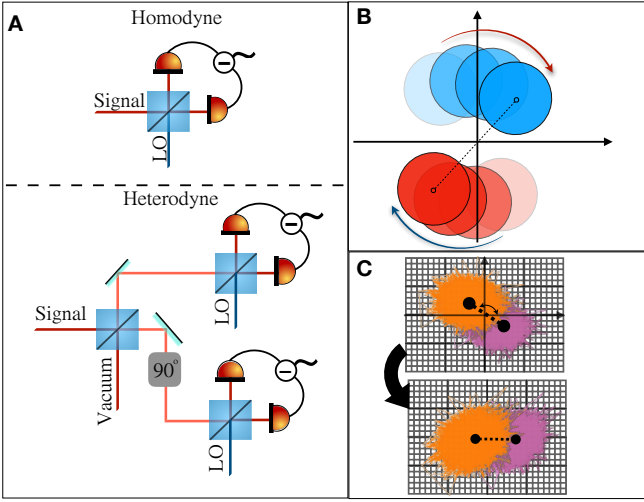 A
Homodyne
Signal
LO
Heterodyne
LO
Signal
Vacuum
90°
LO
B
C